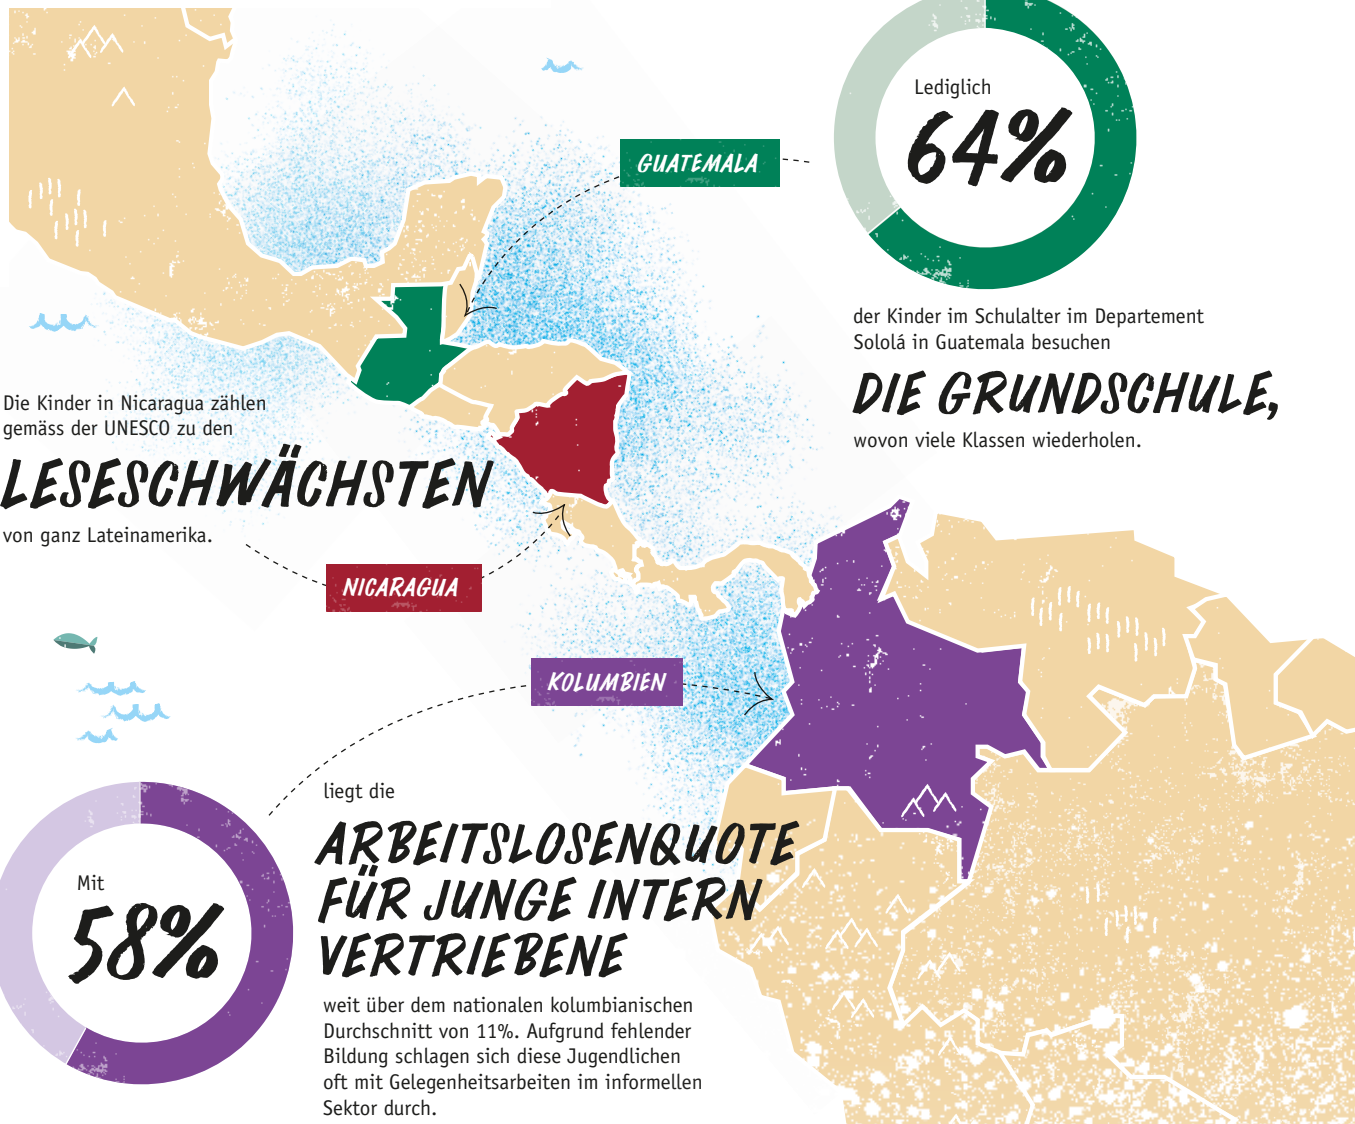 GUATEMALA
Lediglich
64%
der Kinder im Schulalter im Departement
Sololá in Guatemala besuchen
DIE GRUNDSCHULE,
wovon viele Klassen wiederholen.
Die Kinder in Nicaragua zählen
gemäss der UNESCO zu den
LESESCHWÄCHSTEN
von ganz Lateinamerika.
NICARAGUA
KOLUMBIEN
Mit
58%
liegt die
ARBEITSLOSENQUOTE
FÜR JUNGE INTERN
VERTRIEBENE
weit über dem nationalen kolumbianischen
Durchschnitt von 11%. Aufgrund fehlender
Bildung schlagen sich diese Jugendlichen
oft mit Gelegenheitsarbeiten im informellen
Sektor durch.